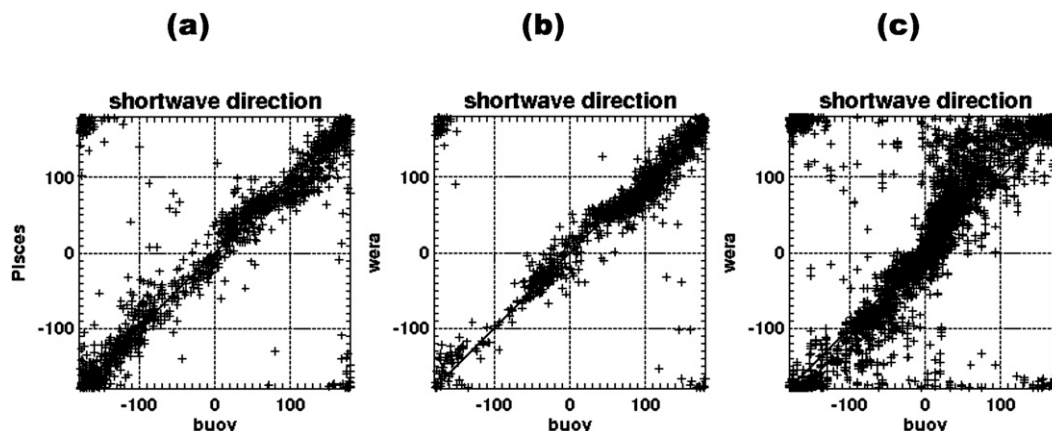 (a) (b) (c)
shortwave direction shortwave direction shortwave direction
100 100 100
PIsces wera wera
0 0 0
-100 -100 -100
-100 0 100 -100 0 100 -100 0 100
buoy buoy buoy